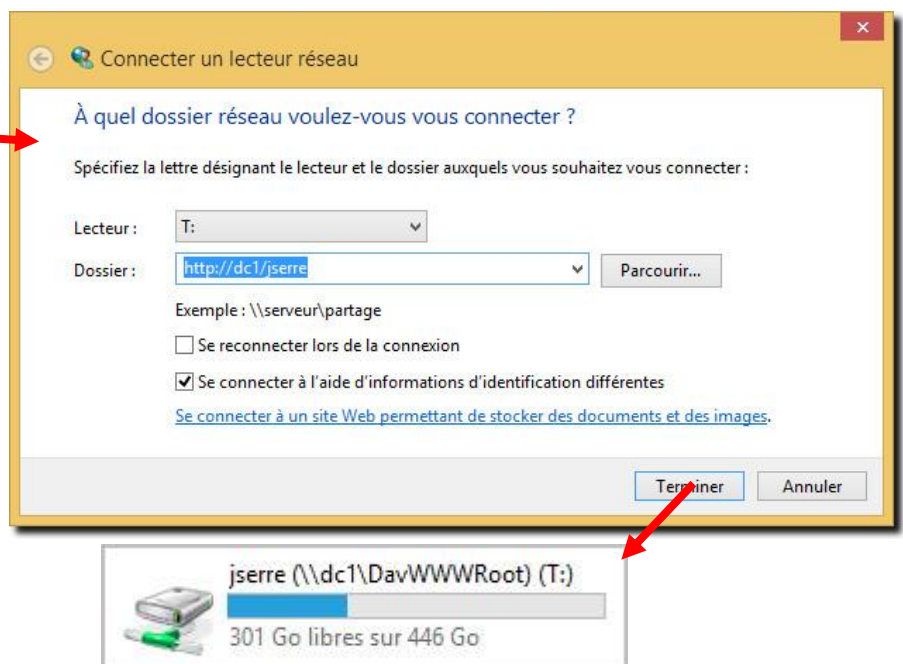 Connecter un lecteur réseau
À quel dossier réseau voulez-vous vous connecter ?
Spécifiez la lettre désignant le lecteur et le dossier auxquels vous souhaitez vous connecter :
Lecteur : T:
Dossier : http://dc1/jserre Parcourir...
Exemple : \\serveur\partage
Se reconnecter lors de la connexion
Se connecter à l'aide d'informations d'identification différentes
Se connecter à un site Web permettant de stocker des documents et des images.
Terminer Annuler
jserre (\\dc1\DavWWWRoot) (T:)
301 Go libres sur 446 Go